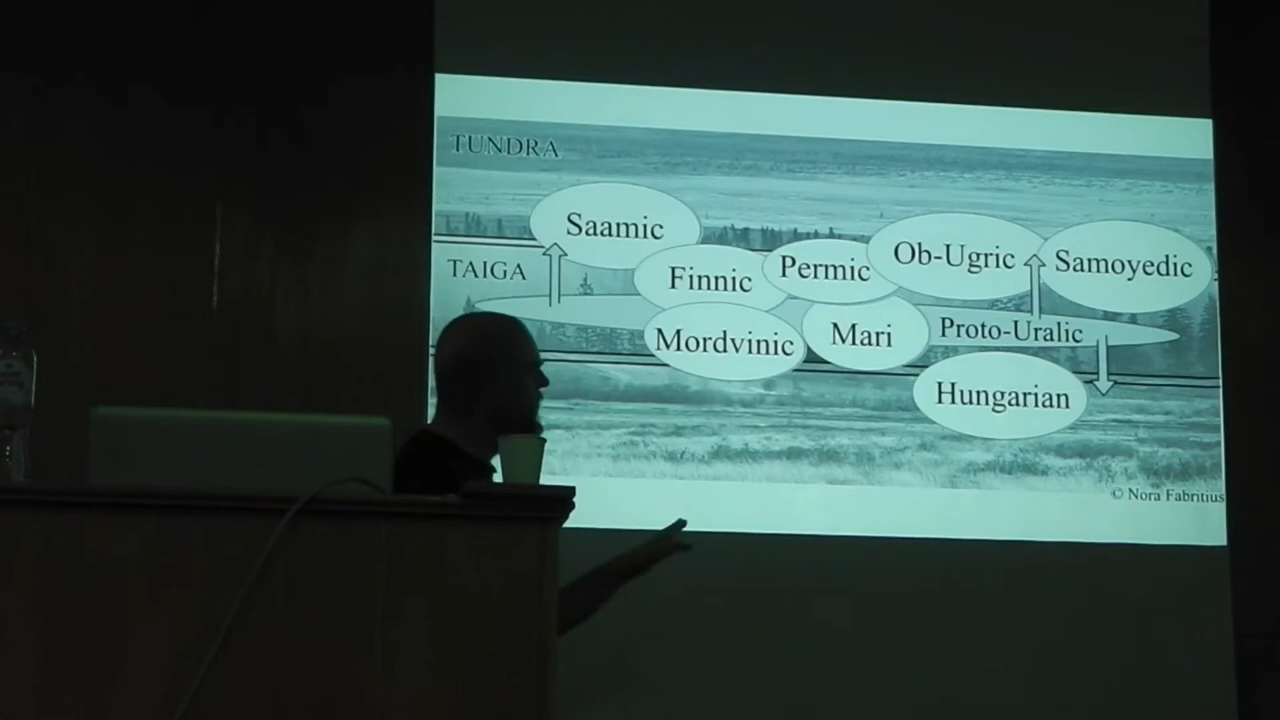 TUNDRA
Saamic
TAIGA
Finnic
Permic
Ob-Ugric
Samoyedic
Mordvinic
Mari
Proto-Uralic
Hungarian
© Nora Fabritius